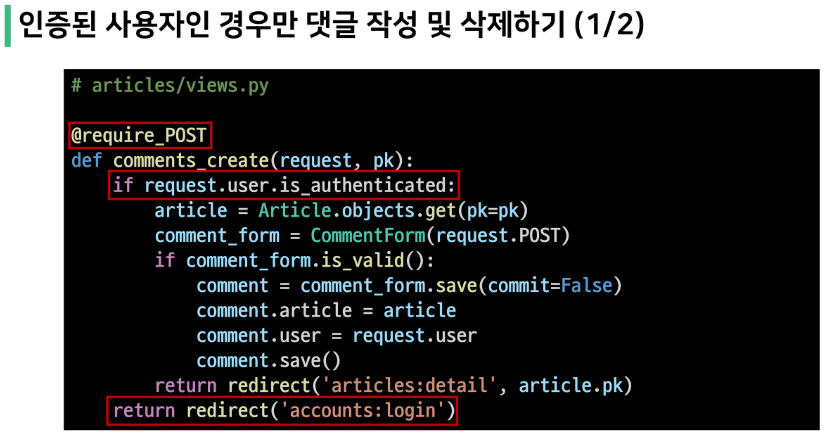 인증된 사용자인 경우만 댓글 작성 및 삭제하기 (1/2)
# articles/views.py
@require_POST
def comments_create(request, pk):
    if request.user.is_authenticated:
        article = Article.objects.get(pk=pk)
        comment_form = CommentForm(request.POST)
        if comment_form.is_valid():
            comment = comment_form.save(commit=False)
            comment.article = article
            comment.user = request.user
            comment.save()
        return redirect('articles:detail', article.pk)
    return redirect('accounts:login')